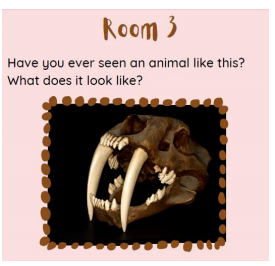 Room 3
Have you ever seen an animal like this?
What does it look like?